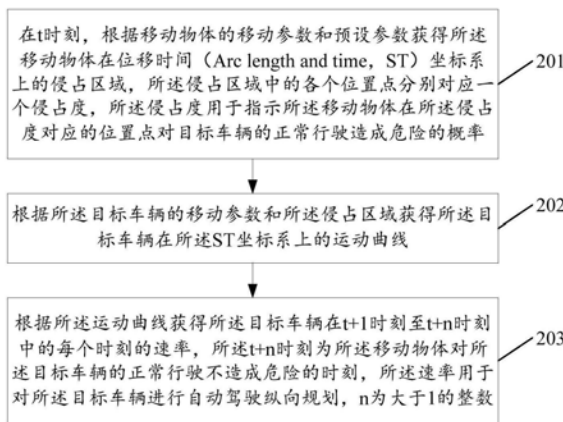 在t时刻，根据移动物体的移动参数和预设参数获得所述
移动物体在位移时间（Arc length and time，ST）坐标系
上的侵占区域，所述侵占区域中的各个位置点分别对应一
个侵占度，所述侵占度用于指示所述移动物体在所述侵占
度对应的位置点对目标车辆的正常行驶造成危险的概率
201
根据所述目标车辆的移动参数和所述侵占区域获得所述目
标车辆在所述ST坐标系上的运动曲线
202
根据所述运动曲线获得所述目标车辆在t+1时刻至t+n时刻
中的每个时刻的速率，所述t+n时刻为所述移动物体对所
述目标车辆的正常行驶不造成危险的时刻，所述速率用于
对所述目标车辆进行自动驾驶纵向规划，n为大于1的整数
203